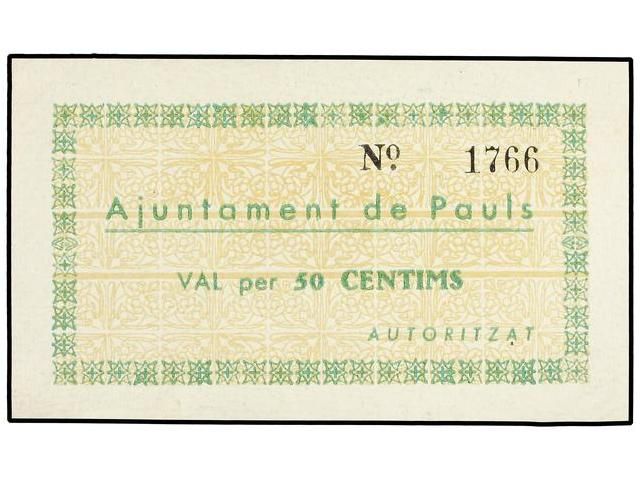 Nº 1766
Ajuntament de Pauls
VAL per 50 CENTIMS
AUTORITZAT